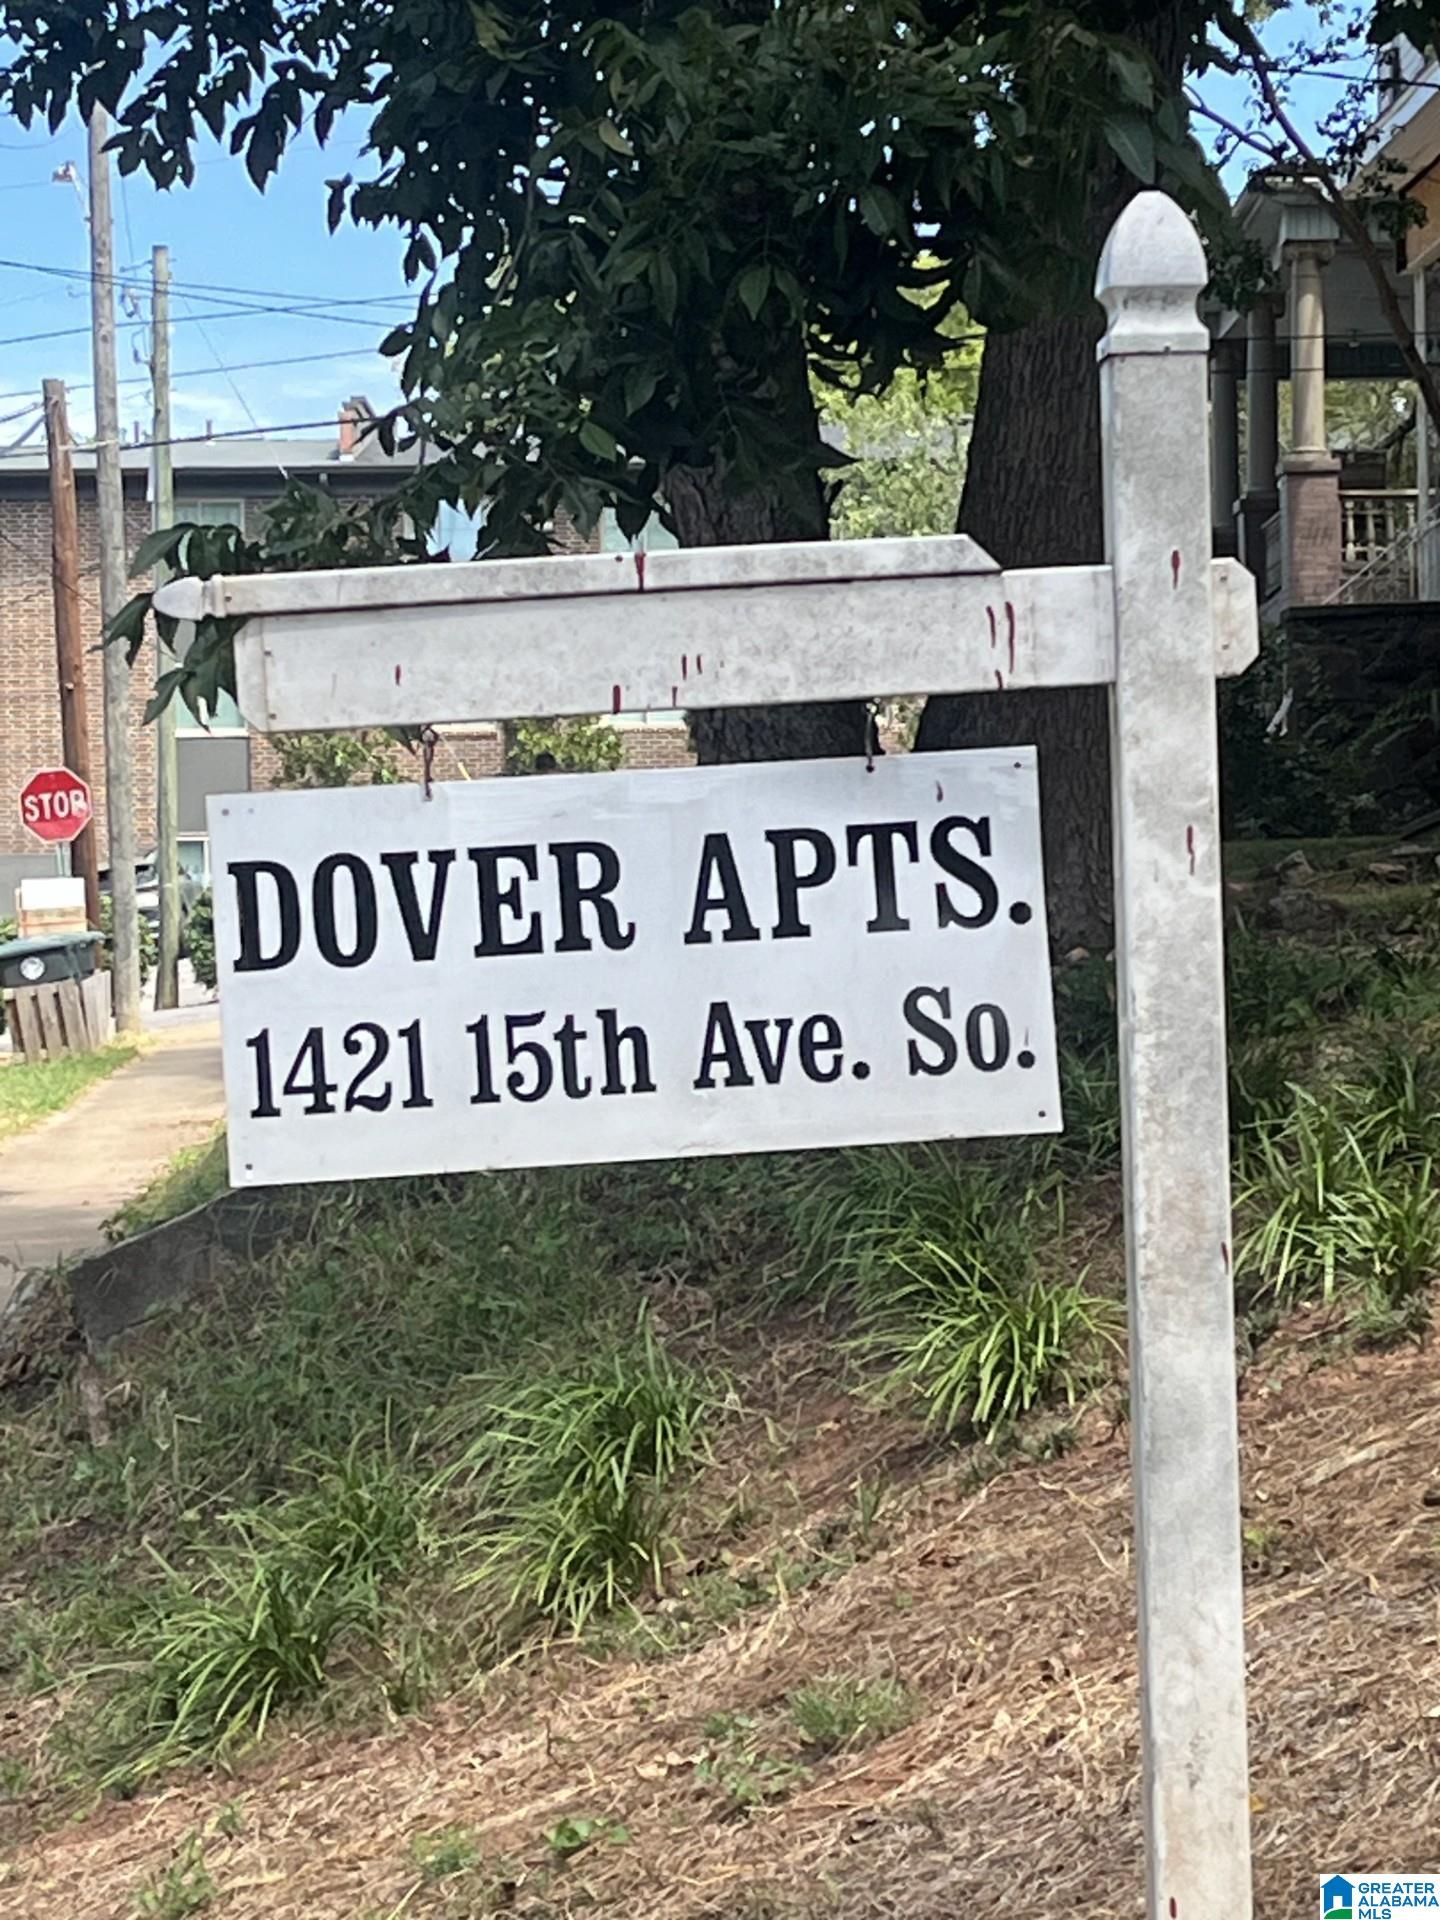 STOP
DOVER APTS.
1421 15th Ave. So.
GREATER
ALABAMA
MLS